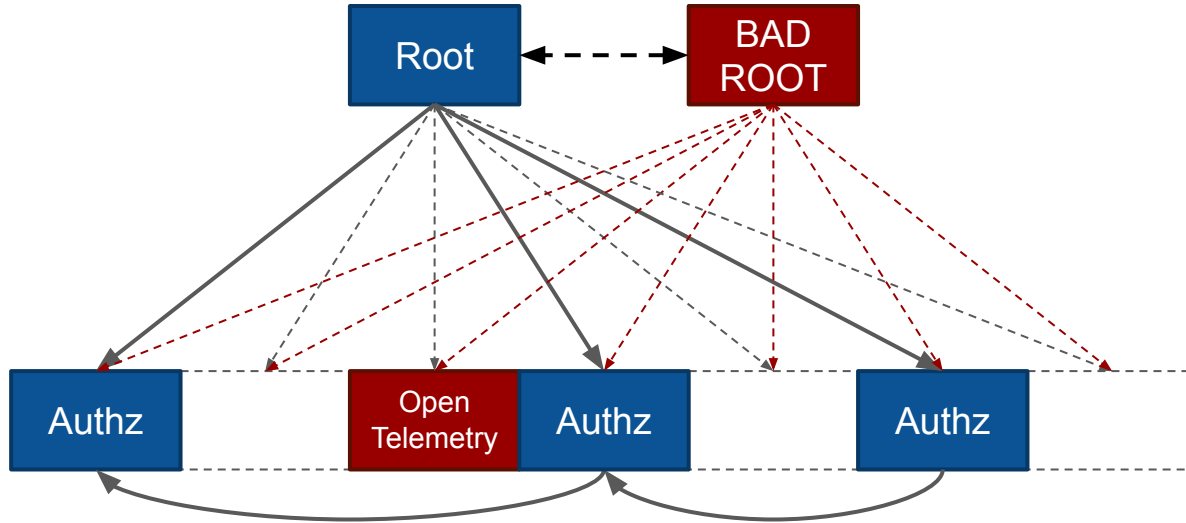 Root
BAD
ROOT
Authz
Open
Telemetry
Authz
Authz